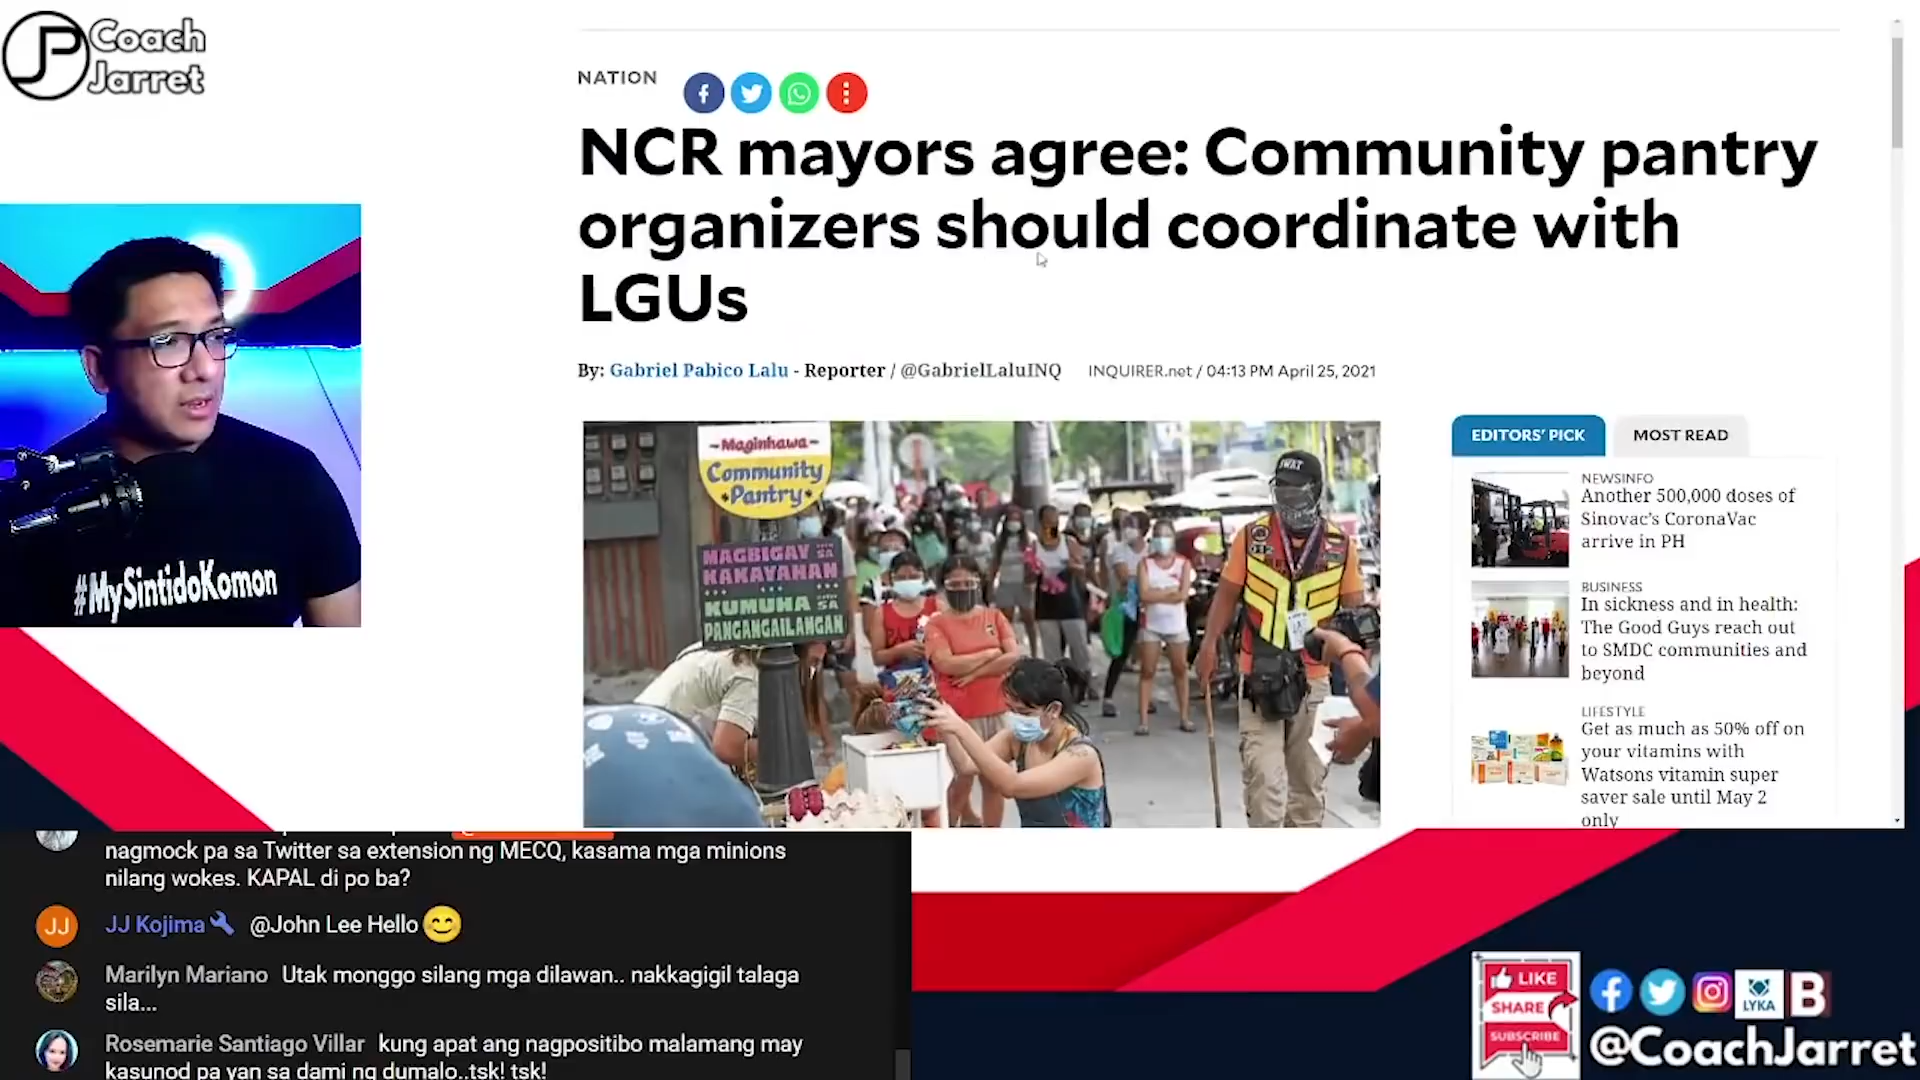 Coach
Jarret
NATION
NCR mayors agree: Community pantry
organizers should coordinate with
LGUs
By: Gabriel Pabico Lalu - Reporter / @GabrielLaluINQ
INQUIRER.net / 04:13 PM April 25, 2021
~Maginhawa~
Community
Pantry
MAGBIGAY SA
KAKAYAHAN
KUMUHA SA
PANGANGAILANGAN
SWAT
EDITORS' PICK
MOST READ
NEWSINFO
Another 500,000 doses of
Sinovac's CoronaVac
arrive in PH
BUSINESS
In sickness and in health:
The Good Guys reach out
to SMDC communities and
beyond
LIFESTYLE
Get as much as 50% off on
your vitamins with
Watsons vitamin super
saver sale until May 2
only
#MySintidoKomon
nagmock pa sa Twitter sa extension ng MECQ, kasama mga minions
nilang wokes. KAPAL di po ba?
JJ
JJ Kojima @John Lee Hello 😊
Marilyn Mariano Utak monggo silang mga dilawan.. nakkagigil talaga
sila...
Rosemarie Santiago Villar kung apat ang nagpositibo malamang may
kasunod pa yan sa dami ng dumalo..tsk! tsk!
LIKE
SHARE
SUBSCRIBE
LYKA
B
@CoachJarret